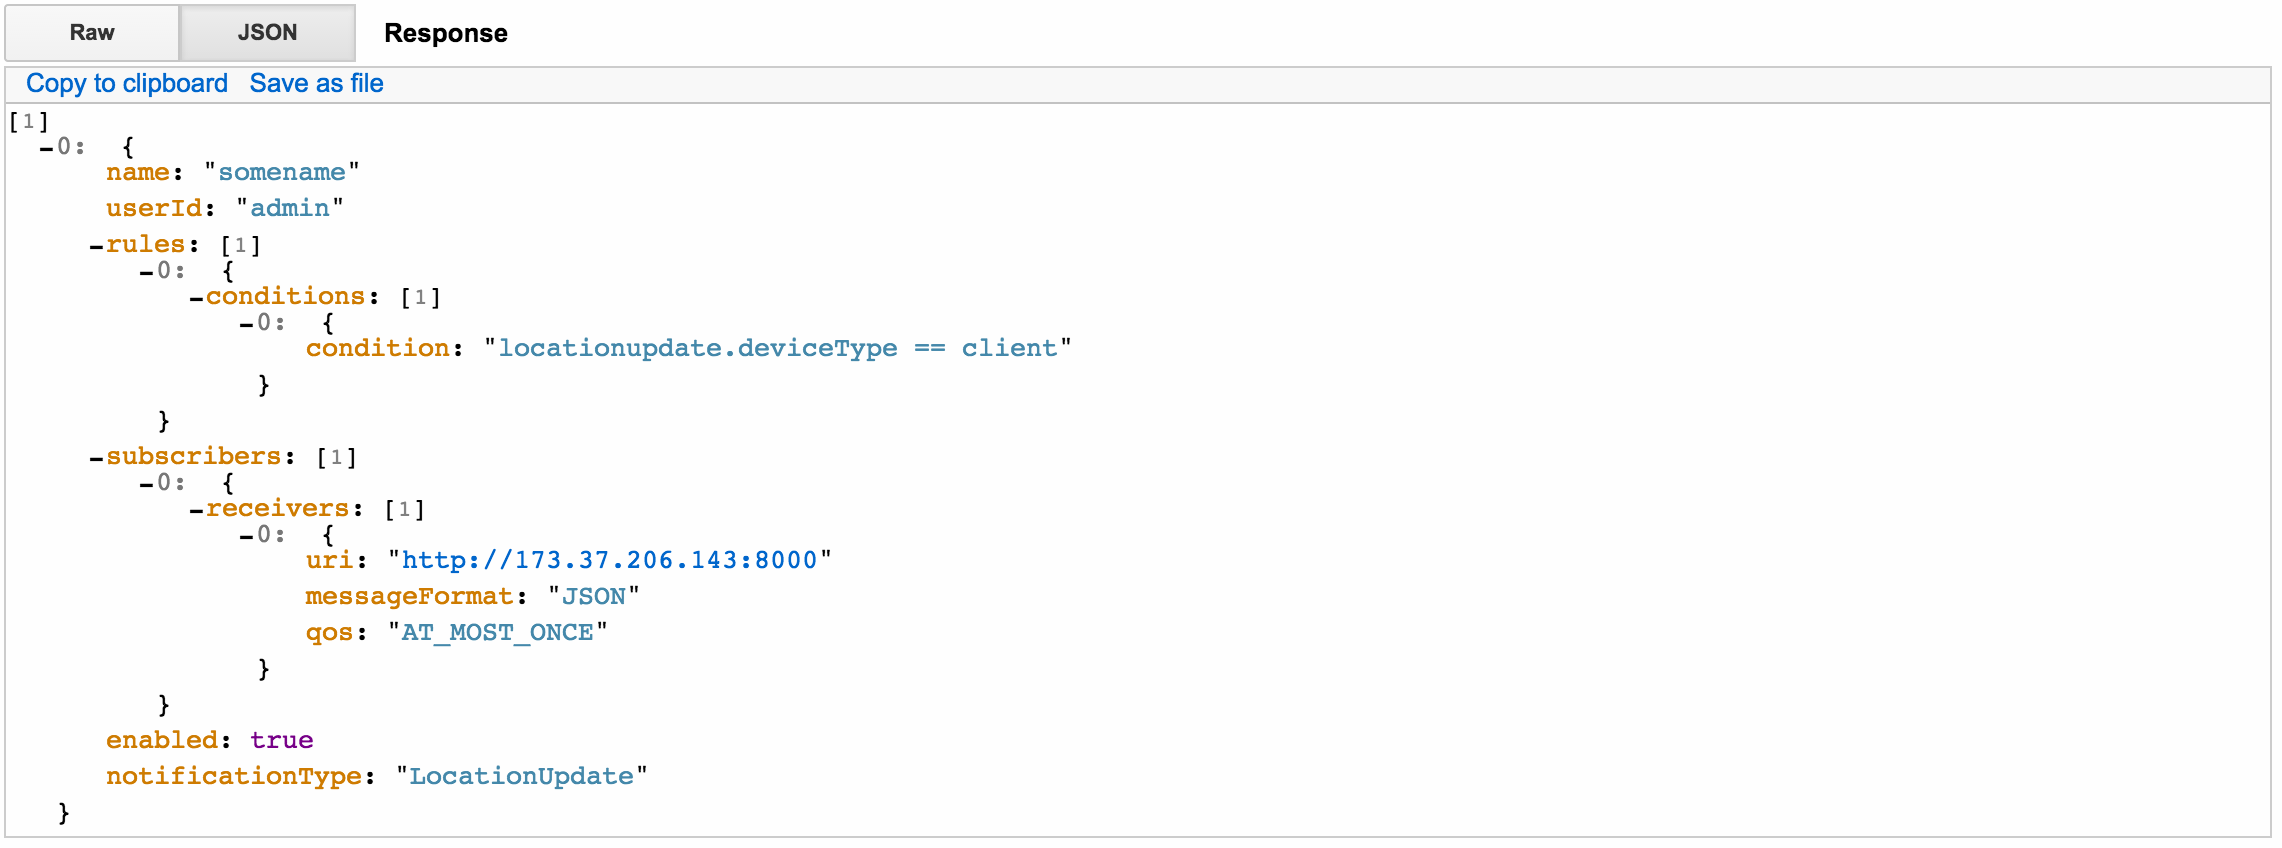 Raw JSON Response
Copy to clipboard Save as file
[1]
-0: {
name: "somename"
userId: "admin"
-rules: [1]
-0: {
-conditions: [1]
-0: {
condition: "locationupdate.deviceType == client"
}
}
-subscribers: [1]
-0: {
-receivers: [1]
-0: {
uri: "http://173.37.206.143:8000"
messageFormat: "JSON"
qos: "AT_MOST_ONCE"
}
}
enabled: true
notificationType: "LocationUpdate"
}